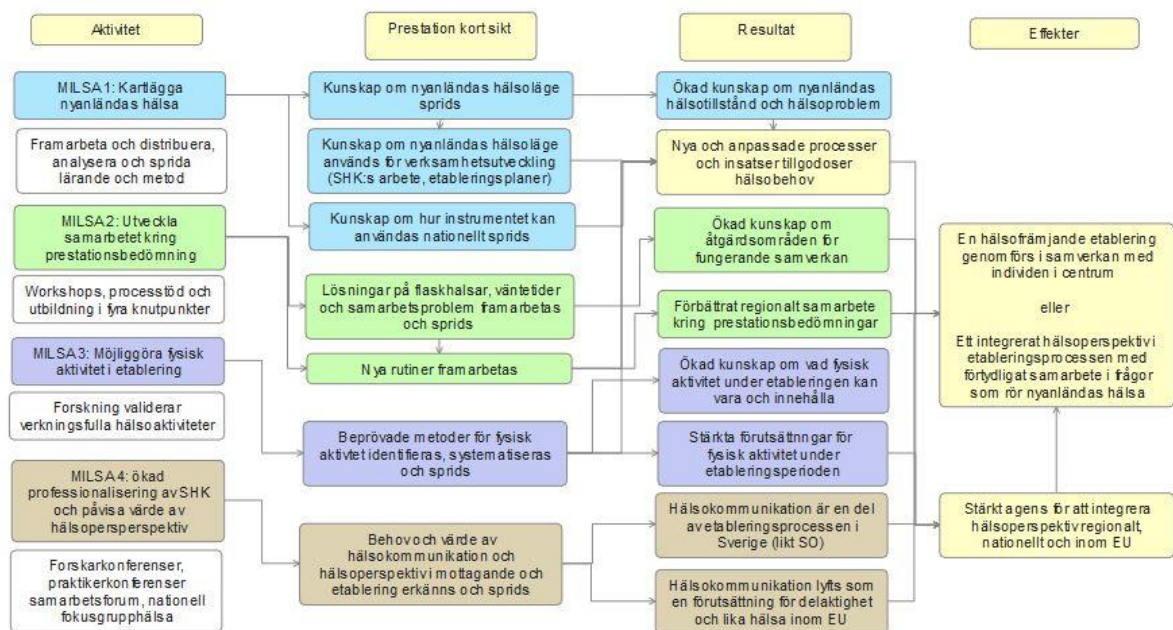 Aktivitet
MILSA1: Kartlägga
nyanländas hälsa
Framarbeta och distribuera,
analysera och sprida
lärande och metod
MILSA2: Utveckla
samarbetet kring
prestationsbedömning
Workshops, processtöd och
utbildning i fyra knutpunkter
MILSA3: Möjliggöra fysisk
aktivitet i etablering
Forskning validerar
verkningsfulla hälsoaktiviteter
MILSA4: ökad
professionalisering av SHK
och påvisa värde av
hälsopersperspektiv
Forskarkonferenser,
praktikerkonferenser
samarbetsforum, nationell
fokusgrupphälsa
Prestation kort sikt
Kunskap om nyanländas hälsoläge
sprids
Kunskap om nyanländas hälsoläge
används för verksamhetsutveckling
(SHK:s arbete, etableringsplaner)
Kunskap om hur instrumentet kan
användas nationellt sprids
Lösningar på flaskhalsar, väntetider
och samarbetsproblem framarbetas
och sprids
Nya rutiner framarbetas
Beprövade metoder för fysisk
aktivtet identifieras, systematiseras
och sprids
Behov och värde av
hälsokommunikation och
hälsoperspektiv i mottagande och
etablering erkänns och sprids
Resultat
Ökad kunskap om nyanländas
hälsotillstånd och hälsoproblem
Nya och anpassade processer
och insatser tillgodoser
hälsobehov
Ökad kunskap om
åtgärdsområden för
fungerande samverkan
Förbättrat regionalt samarbete
kring prestationsbedömningar
Ökad kunskap om vad fysisk
aktivitet under etableringen kan
vara och innehålla
Stärkta förutsättnngar för
fysisk aktivitet under
etableringsperioden
Hälsokommunikation är en
del av etableringsprocessen i
Sverige (likt SO)
Hälsokommunikation lyfts som
en förutsättning för delaktighet
och lika hälsa inom EU
Effekter
En hälsofrämjande etablering
genomförs i samverkan med
individen i centrum
eller
Ett integrerat hälsoperspektiv i
etableringsprocessen med
förtydligat samarbete i frågor
som rör nyanländas hälsa
Stärkt agens för att integrera
hälsoperspektiv regionalt,
nationellt och inom EU